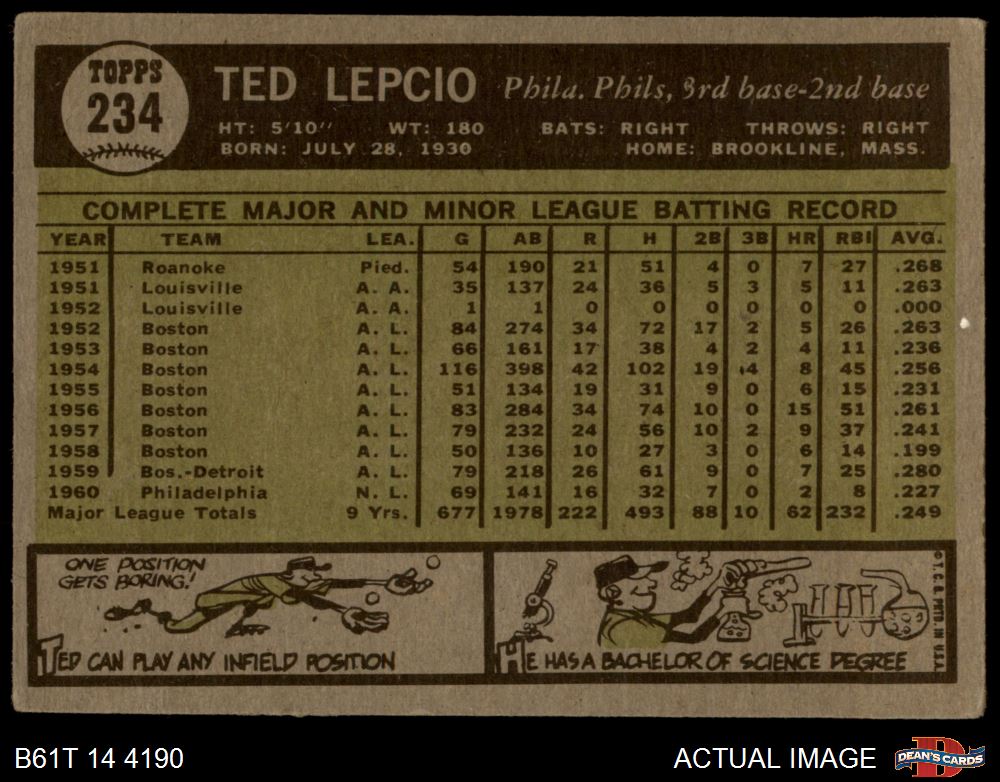 TOPPS
234
TED LEPCIO Phila. Phils, 3rd base-2nd base
HT: 5'10" WT: 180 BATS: RIGHT THROWS: RIGHT
BORN: JULY 28, 1930 HOME: BROOKLINE, MASS.
COMPLETE MAJOR AND MINOR LEAGUE BATTING RECORD
YEAR TEAM LEA. G AB R H 2B 3B HR RBI AVG.
1951 Roanoke Pied. 54 190 21 51 4 0 7 27 .268
1951 Louisville A. A. 35 137 24 36 5 3 5 11 .263
1952 Louisville A. A. 1 1 0 0 0 0 0 0 .000
1952 Boston A. L. 84 274 34 72 17 2 5 26 .263
1953 Boston A. L. 66 161 17 38 4 2 4 11 .236
1954 Boston A. L. 116 398 42 102 19 4 8 45 .256
1955 Boston A. L. 51 134 19 31 9 0 6 15 .231
1956 Boston A. L. 83 284 34 74 10 0 15 51 .261
1957 Boston A. L. 79 232 24 56 10 2 9 37 .241
1958 Boston A. L. 50 136 10 27 3 0 6 14 .199
1959 Bos.-Detroit A. L. 79 218 26 61 9 0 7 25 .280
1960 Philadelphia N. L. 69 141 16 32 7 0 2 8 .227
Major League Totals 9 Yrs. 677 1978 222 493 88 10 62 232 .249
ONE POSITION
GETS BORING!
TED CAN PLAY ANY INFIELD POSITION
HE HAS A BACHELOR OF SCIENCE DEGREE
© T. C. G. PRTD. IN U.S.A.
B61T 14 4190
ACTUAL IMAGE
D
DEAN'S CARDS